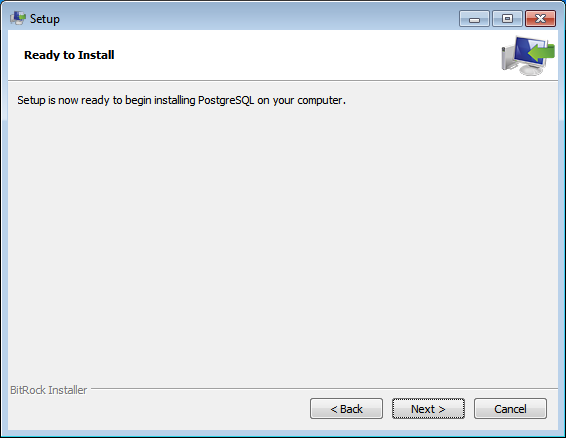 Setup
Ready to Install
Setup is now ready to begin installing PostgreSQL on your computer.
BitRock Installer
< Back
Next >
Cancel